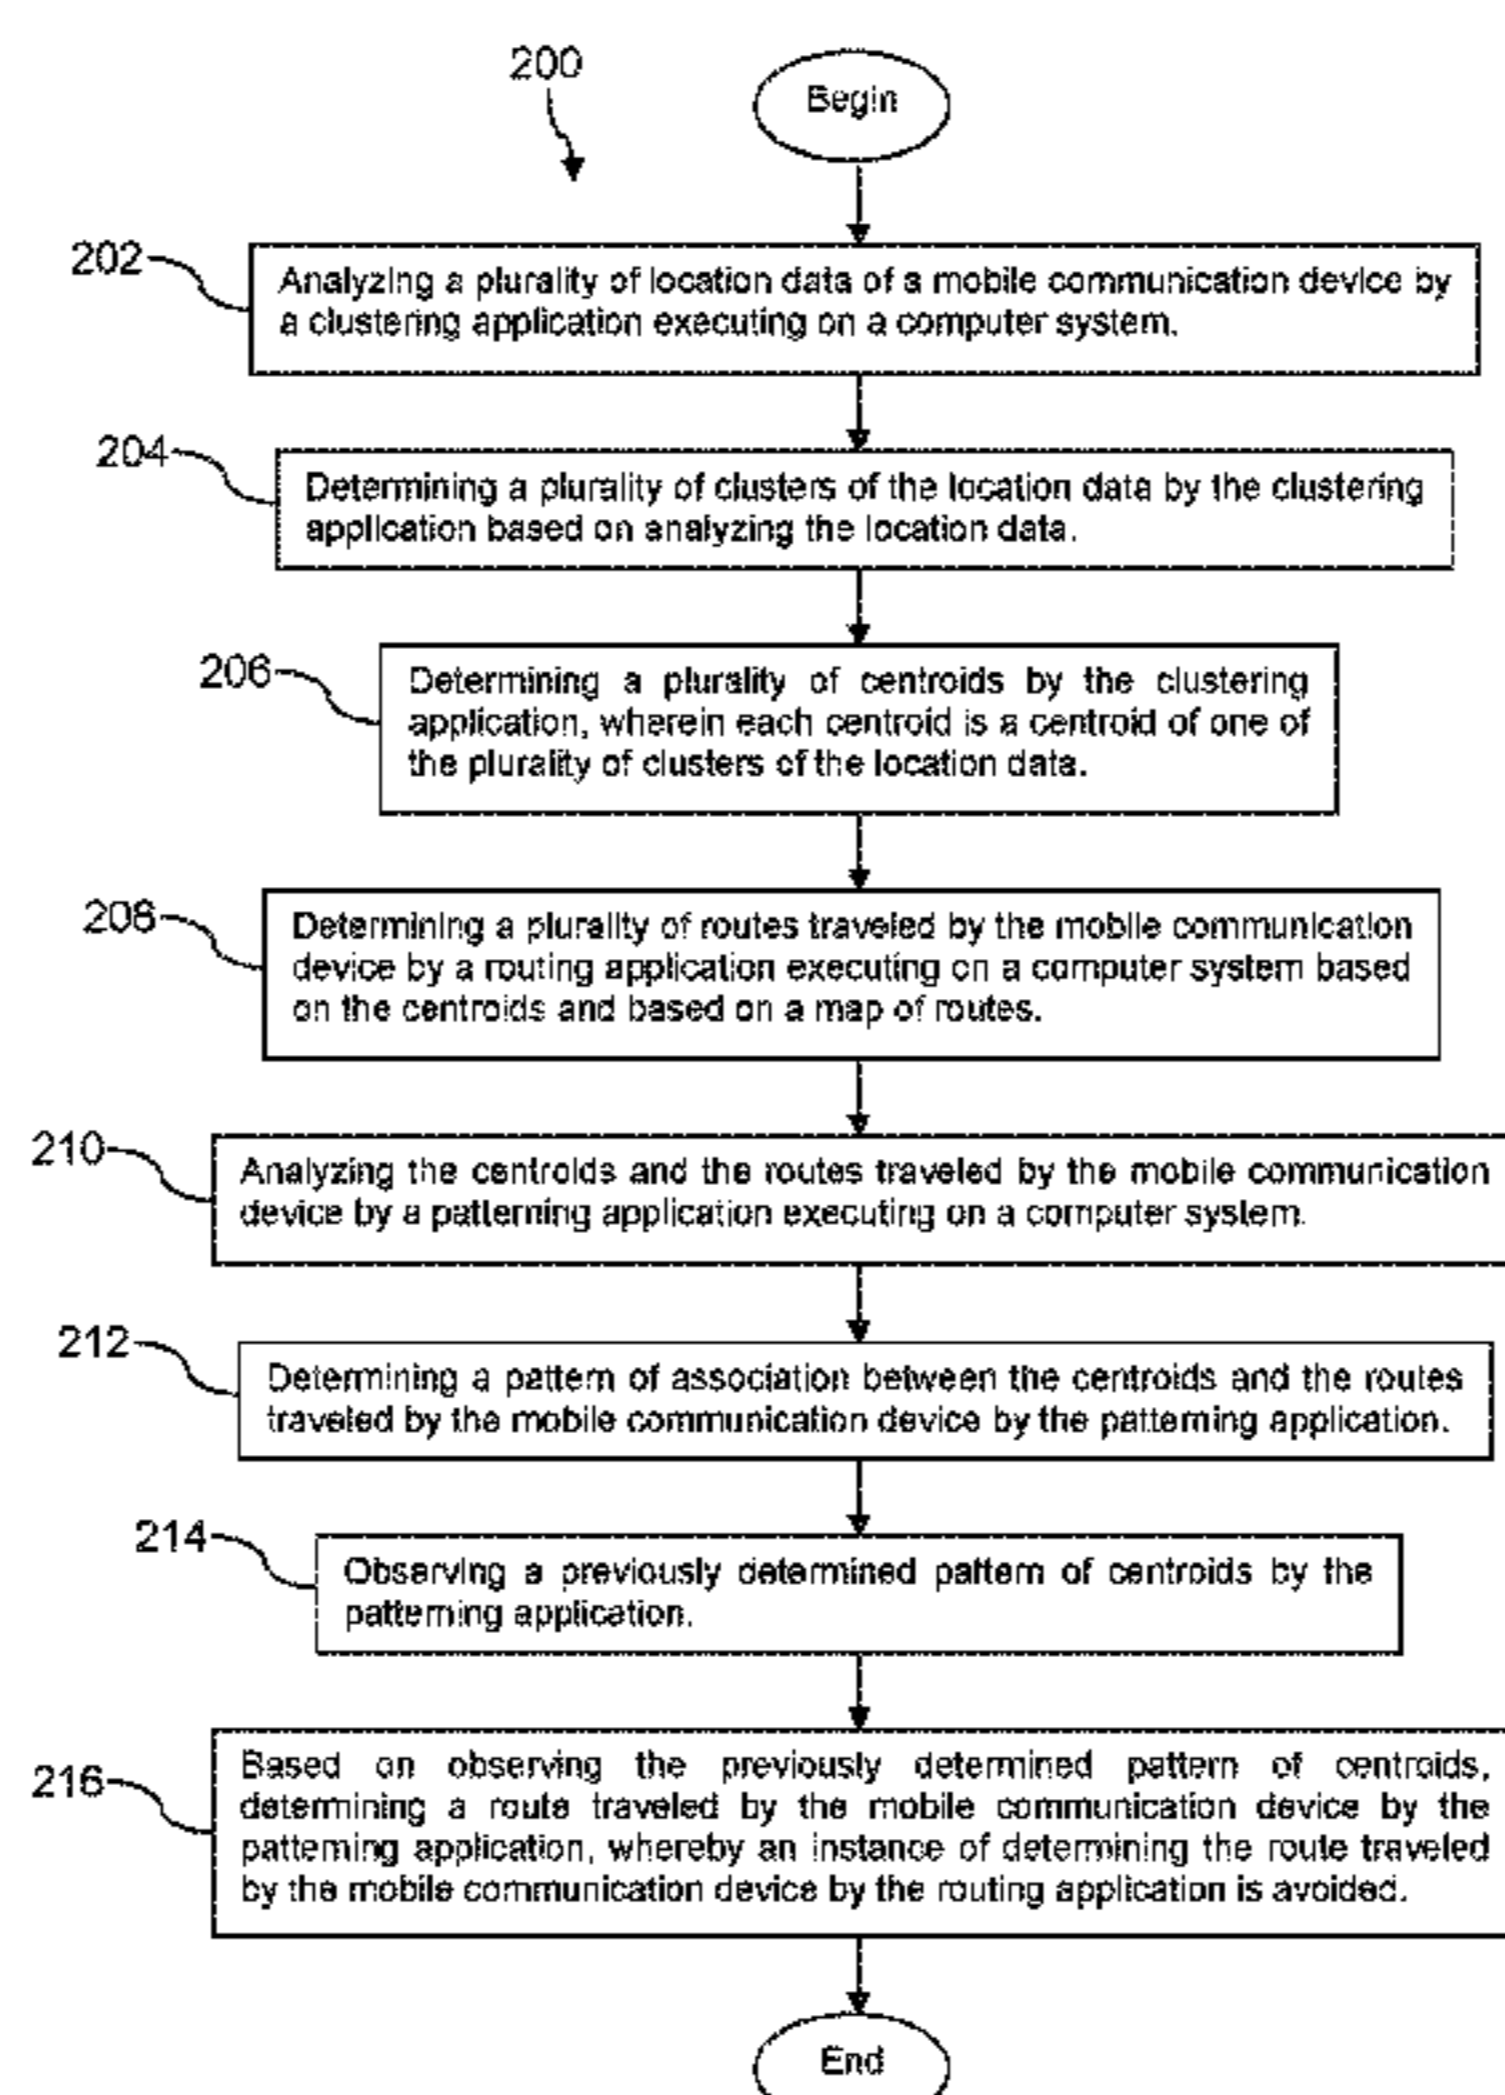 200
Begin
202
Analyzing a plurality of location data of a mobile communication device by
a clustering application executing on a computer system.
204
Determining a plurality of clusters of the location data by the clustering
application based on analyzing the location data.
206
Determining a plurality of centroids by the clustering
application, wherein each centroid is a centroid of one of
the plurality of clusters of the location data.
208
Determining a plurality of routes traveled by the mobile communication
device by a routing application executing on a computer system based
on the centroids and based on a map of routes.
210
Analyzing the centroids and the routes traveled by the mobile communication
device by a patterning application executing on a computer system.
212
Determining a pattern of association between the centroids and the routes
traveled by the mobile communication device by the patterning application.
214
Observing a previously determined pattern of centroids by the
patterning application.
216
Based on observing the previously determined pattern of centroids,
determining a route traveled by the mobile communication device by the
patterning application, whereby an instance of determining the route traveled
by the mobile communication device by the routing application is avoided.
End